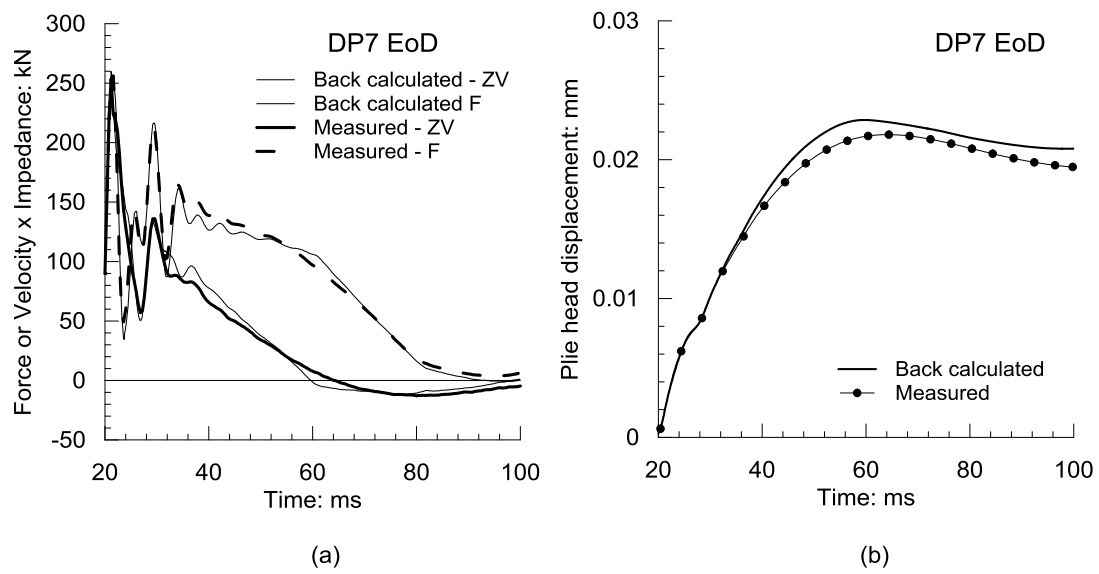 300
250
200
150
100
50
0
-50
Force or Velocity x Impedance: kN
DP7 EoD
Back calculated - ZV
Back calculated F
Measured - ZV
Measured - F
20
40
60
80
100
Time: ms
(a)
0.03
0.02
0.01
0
Plie head displacement: mm
DP7 EoD
Back calculated
Measured
20
40
60
80
100
Time: ms
(b)